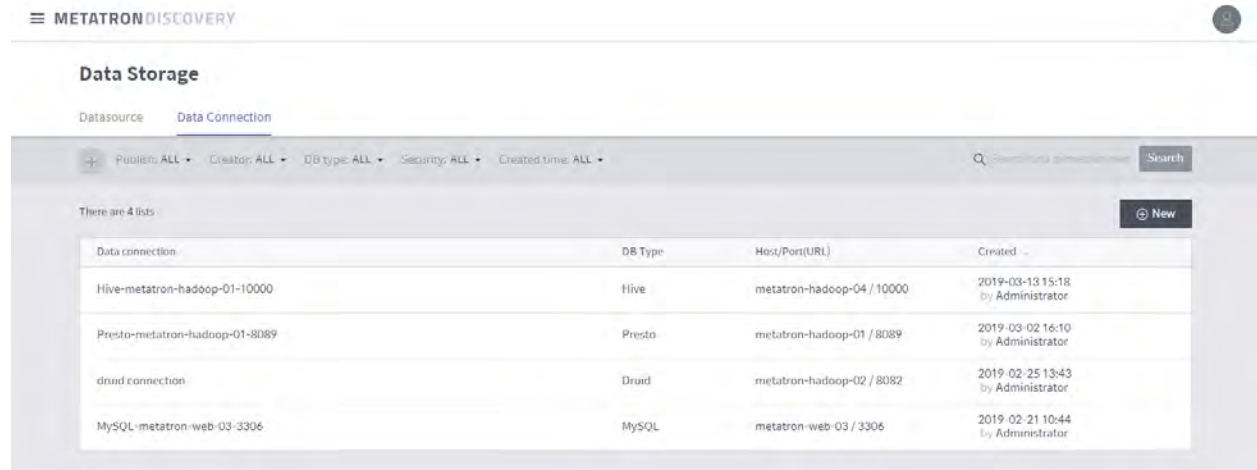 METATRON DISCOVERY
Data Storage
Datasource Data Connection
Publish: ALL Creator: ALL DB type: ALL Security: ALL Created time: ALL Search
There are 4 lists New
Data connection DB Type Host/Port(URL) Created
Hive-metatron-hadoop-01-10000 Hive metatron-hadoop-04 / 10000 2019-03-13 15:18
by Administrator
Presto-metatron-hadoop-01-8089 Presto metatron-hadoop-01 / 8089 2019-03-02 16:10
by Administrator
druid connection Druid metatron-hadoop-02 / 8082 2019-02-25 13:43
by Administrator
MySQL-metatron-web-03-3306 MySQL metatron-web-03 / 3306 2019-02-21 10:44
by Administrator